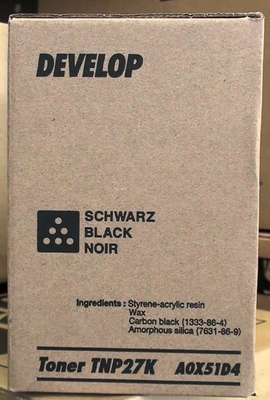 DEVELOP
SCHWARZ
BLACK
NOIR
Ingredients : Styrene-acrylic resin
Wax
Carbon black (1333-86-4)
Amorphous silica (7631-86-9)
Toner TNP27K A0X51D4